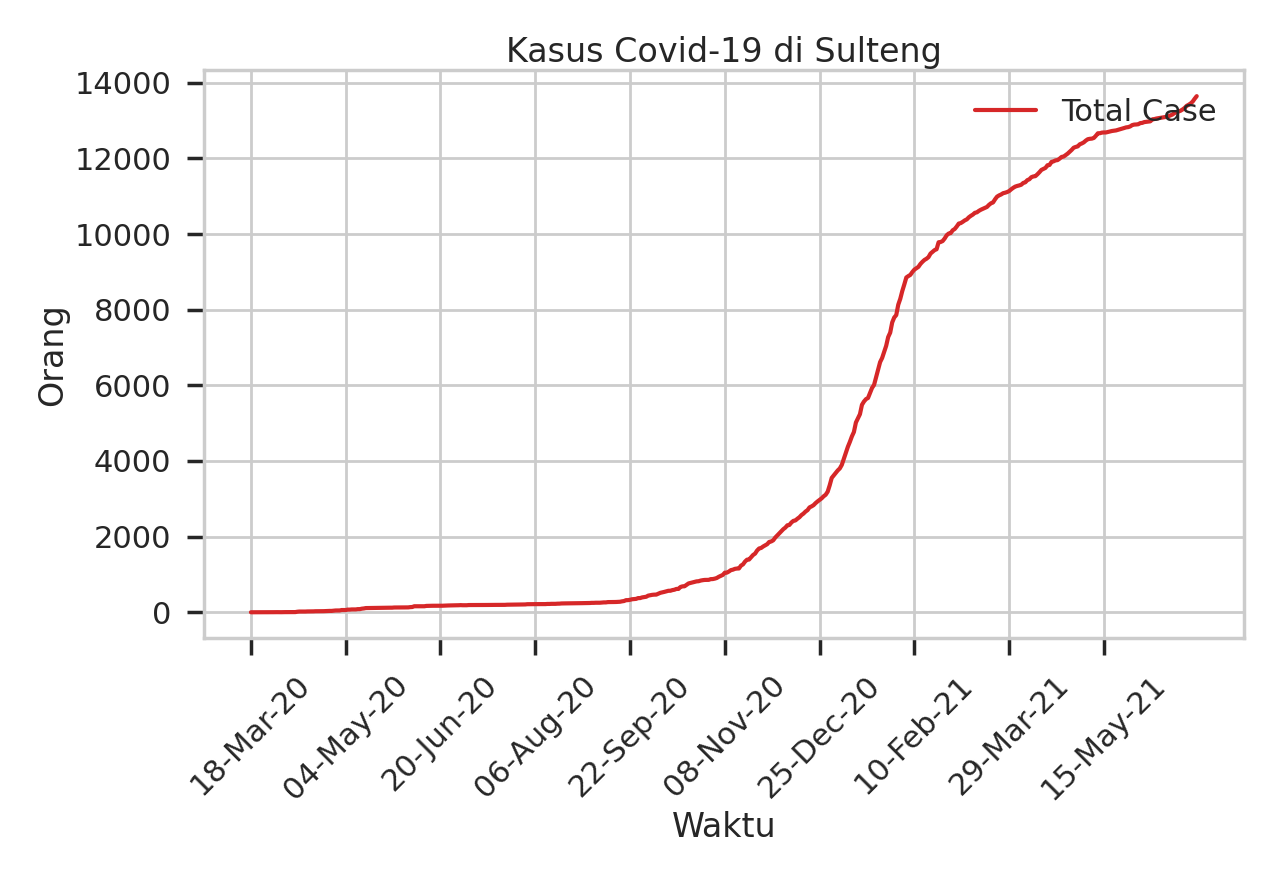 Kasus Covid-19 di Sulteng
Total Case
14000
12000
10000
8000
6000
4000
2000
0
Orang
18-Mar-20
04-May-20
20-Jun-20
06-Aug-20
22-Sep-20
08-Nov-20
25-Dec-20
10-Feb-21
29-Mar-21
15-May-21
Waktu